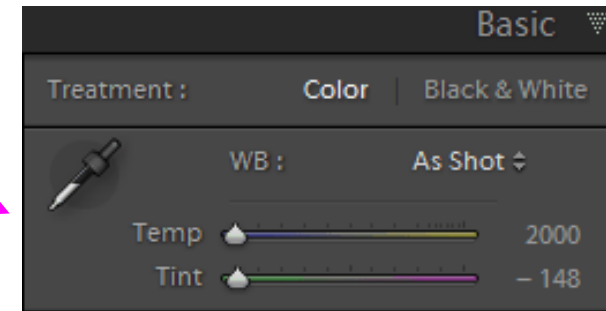 Basic
Treatment : Color | Black & White
WB : As Shot
Temp 2000
Tint – 148